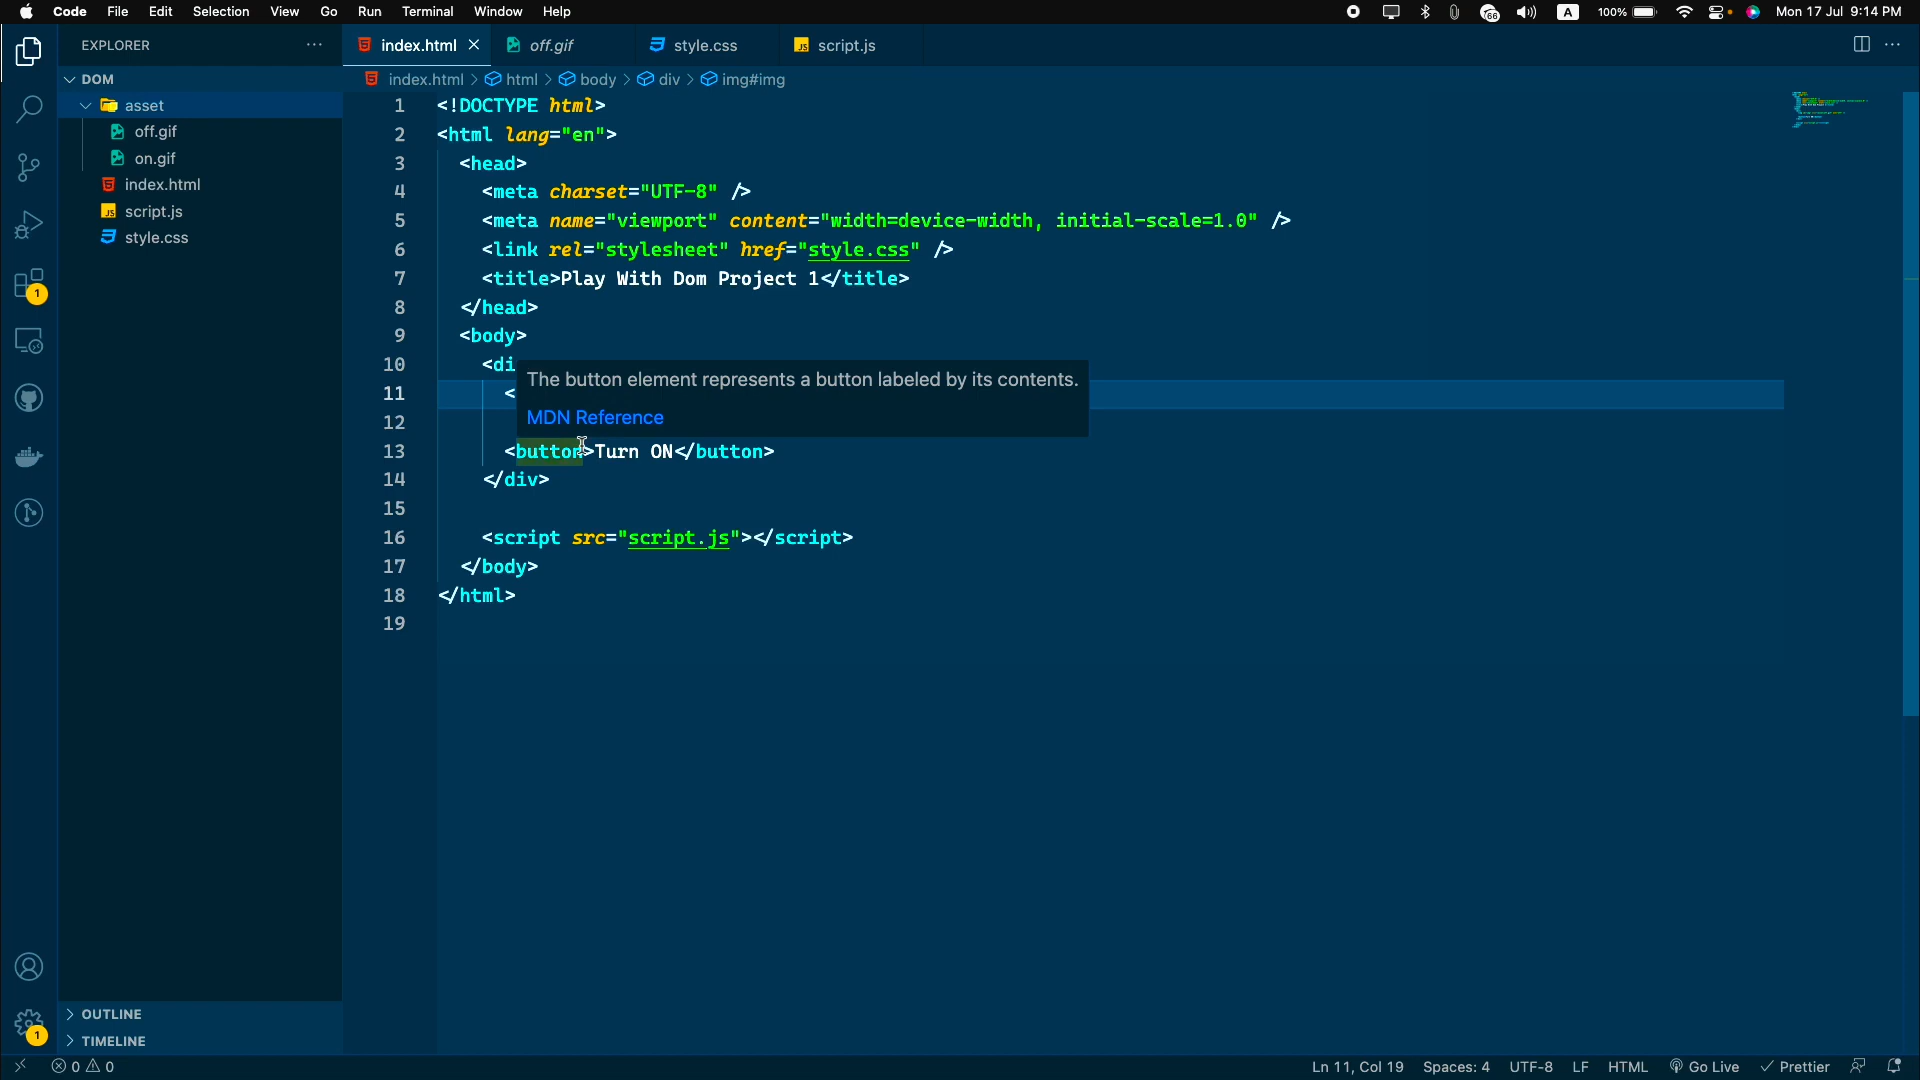 Code File Edit Selection View Go Run Terminal Window Help 66 A 100% Mon 17 Jul 9:14 PM
EXPLORER
index.html off.gif style.css JS script.js
DOM
index.html > html > body > div > img#img
asset
off.gif
on.gif
index.html
JS script.js
style.css
1 <!DOCTYPE html>
2 <html lang="en">
3 <head>
4 <meta charset="UTF-8" />
5 <meta name="viewport" content="width=device-width, initial-scale=1.0" />
6 <link rel="stylesheet" href="style.css" />
7 <title>Play With Dom Project 1</title>
8 </head>
9 <body>
10 <di
The button element represents a button labeled by its contents.
11 <
MDN Reference
12
13 <button>Turn ON</button>
14 </div>
15
16 <script src="script.js"></script>
17 </body>
18 </html>
19
1
OUTLINE
1
TIMELINE
0 0 Ln 11, Col 19 Spaces: 4 UTF-8 LF HTML Go Live Prettier